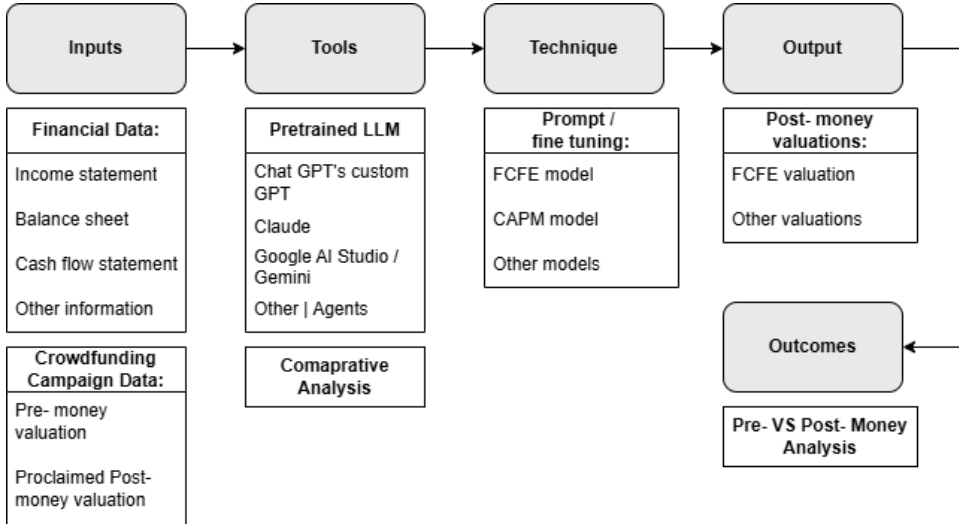 Inputs
Tools
Technique
Output
Financial Data:
Income statement
Balance sheet
Cash flow statement
Other information
Crowdfunding
Campaign Data:
Pre- money
valuation
Proclaimed Post-
money valuation
Pretrained LLM
Chat GPT's custom
GPT
Claude
Google AI Studio /
Gemini
Other | Agents
Comaprative
Analysis
Prompt /
fine tuning:
FCFE model
CAPM model
Other models
Post- money
valuations:
FCFE valuation
Other valuations
Outcomes
Pre- VS Post- Money
Analysis